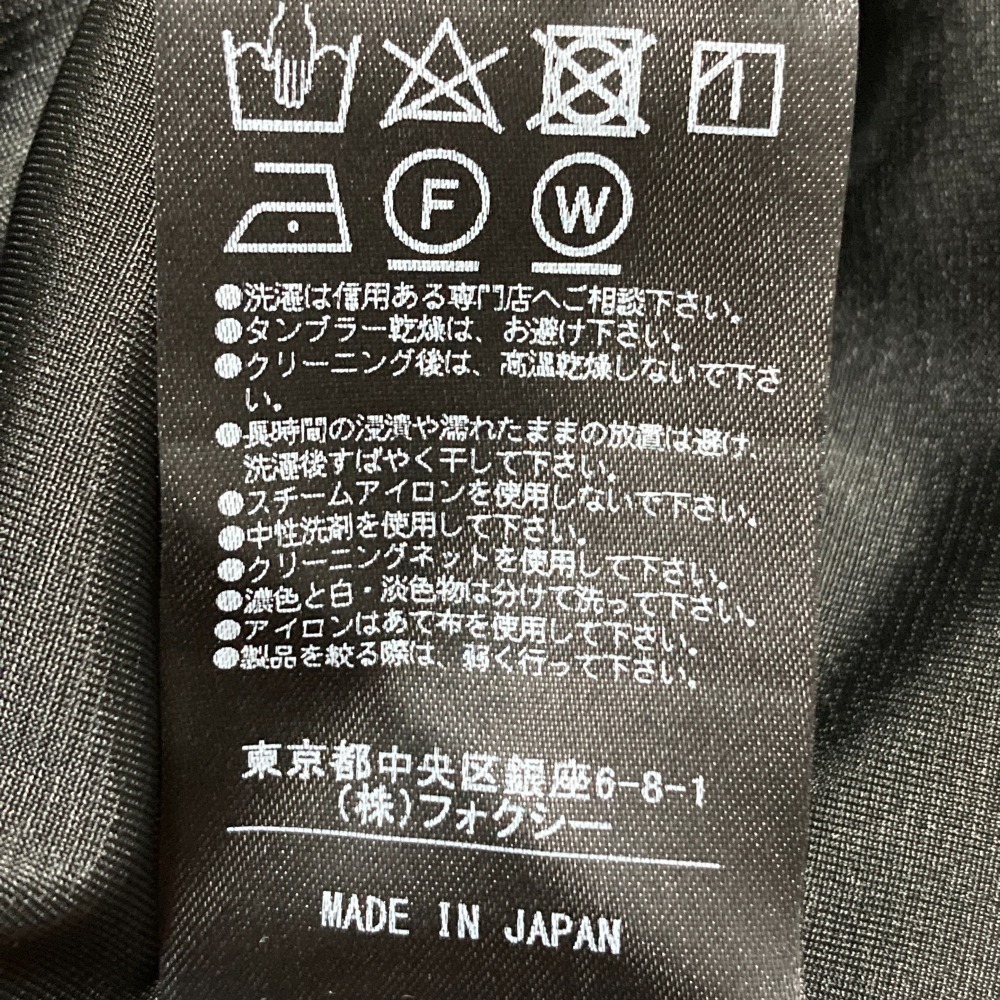 F W
●洗濯は信用ある専門店へご相談下さい。
●タンブラー乾燥は、お避け下さい。
●クリーニング後は、高温乾燥しないで下さ
い。
●長時間の浸漬や濡れたままの放置は避け、
洗濯後すばやく干して下さい。
●スチームアイロンを使用しないで下さい。
●中性洗剤を使用して下さい。
●クリーニングネットを使用して下さい。
●濃色と白・淡色物は分けて洗って下さい。
●アイロンはあて布を使用して下さい。
●製品を絞る際は、弱く行って下さい。
東京都中央区銀座6-8-1
(株)フォクシー
MADE IN JAPAN